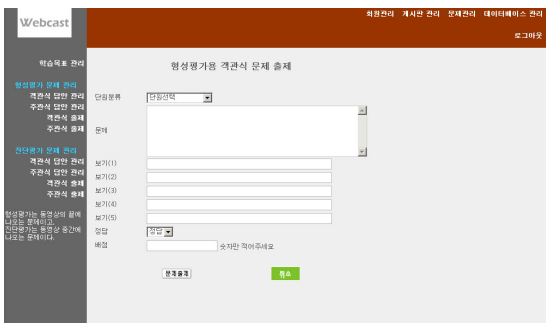 Webcast
회원관리 게시판 관리 문제관리 데이터베이스 관리
로그아웃
학습목표 관리
형성평가 문제 관리
객관식 답안 관리
주관식 답안 관리
객관식 출제
주관식 출제
진단평가 문제 관리
객관식 답안 관리
주관식 답안 관리
객관식 출제
주관식 출제
형성평가는 동영상의 끝에
나오는 문제이고,
진단평가는 동영상 중간에
나오는 문제이다.
형성평가용 객관식 문제 출제
단원분류 단원선택
문제
보기(1)
보기(2)
보기(3)
보기(4)
보기(5)
정답 정답
배점 숫자만 적어주세요
문제출제 취소